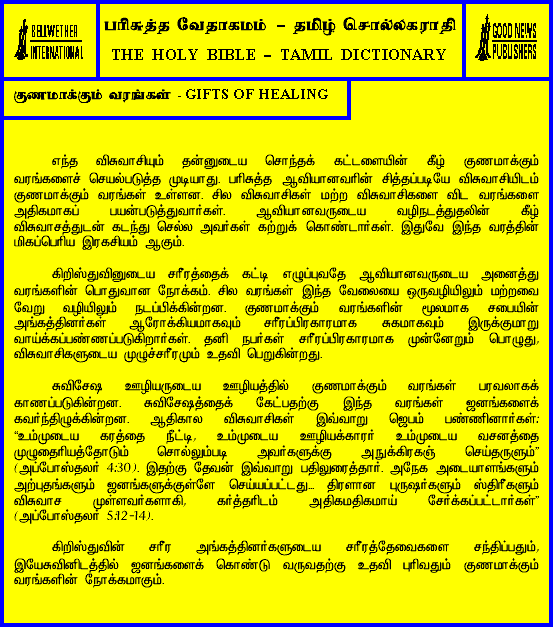 BELLWETHER
INTERNATIONAL
பரிசுத்த வேதாகமம் – தமிழ் சொல்லகராதி
THE HOLY BIBLE – TAMIL DICTIONARY
GOOD NEWS
PUBLISHERS
குணமாக்கும் வரங்கள் - GIFTS OF HEALING
எந்த விசுவாசியும் தன்னுடைய சொந்தக் கட்டளையின் கீழ் குணமாக்கும்
வரங்களைச் செயல்படுத்த முடியாது. பரிசுத்த ஆவியானவரின் சித்தப்படியே விசுவாசியிடம்
குணமாக்கும் வரங்கள் உள்ளன. சில விசுவாசிகள் மற்ற விசுவாசிகளை விட வரங்களை
அதிகமாகப் பயன்படுத்துவார்கள். ஆவியானவருடைய வழிநடத்துதலின் கீழ்
விசுவாசத்துடன் கடந்து செல்ல அவர்கள் கற்றுக் கொண்டார்கள். இதுவே இந்த வரத்தின்
மிகப்பெரிய இரகசியம் ஆகும்.
கிறிஸ்துவினுடைய சரீரத்தைக் கட்டி எழுப்புவதே ஆவியானவருடைய அனைத்து
வரங்களின் பொதுவான நோக்கம். சில வரங்கள் இந்த வேலையை ஒருவழியிலும் மற்றவை
வேறு வழியிலும் நடப்பிக்கின்றன. குணமாக்கும் வரங்களின் மூலமாக சபையின்
அங்கத்தினர்கள் ஆரோக்கியமாகவும் சரீரப்பிரகாரமாக சுகமாகவும் இருக்குமாறு
வாய்க்கப்பண்ணப்படுகிறார்கள். தனி நபர்கள் சரீரப்பிரகாரமாக முன்னேறும் பொழுது,
விசுவாசிகளுடைய முழுச்சரீரமும் உதவி பெறுகின்றது.
சுவிசேஷ ஊழியருடைய ஊழியத்தில் குணமாக்கும் வரங்கள் பரவலாகக்
காணப்படுகின்றன. சுவிசேஷத்தைக் கேட்பதற்கு இந்த வரங்கள் ஜனங்களைக்
கவர்ந்திழுக்கின்றன. ஆதிகால விசுவாசிகள் இவ்வாறு ஜெபம் பண்ணினார்கள்:
“உம்முடைய கரத்தை நீட்டி, உம்முடைய ஊழியக்காரர் உம்முடைய வசனத்தை
முழுதைரியத்தோடும் சொல்லும்படி அவர்களுக்கு அநுக்கிரகஞ் செய்தருளும்”
(அப்போஸ்தலர் 4:30). இதற்கு தேவன் இவ்வாறு பதிலுரைத்தார். அநேக அடையாளங்களும்
அற்புதங்களும் ஜனங்களுக்குள்ளே செய்யப்பட்டது... திரளான புருஷர்களும் ஸ்திரீகளும்
விசுவாச முள்ளவர்களாகி, கர்த்தரிடம் அதிகமதிகமாய் சேர்க்கப்பட்டார்கள்”
(அப்போஸ்தலர் 5:12-14).
கிறிஸ்துவின் சரீர அங்கத்தினர்களுடைய சரீரத்தேவைகளை சந்திப்பதும்,
இயேசுவினிடத்தில் ஜனங்களைக் கொண்டு வருவதற்கு உதவி புரிவதும் குணமாக்கும்
வரங்களின் நோக்கமாகும்.